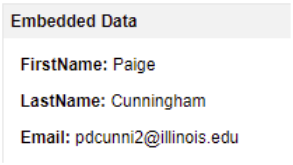 Embedded Data
FirstName: Paige
LastName: Cunningham
Email: pdcunni2@illinois.edu